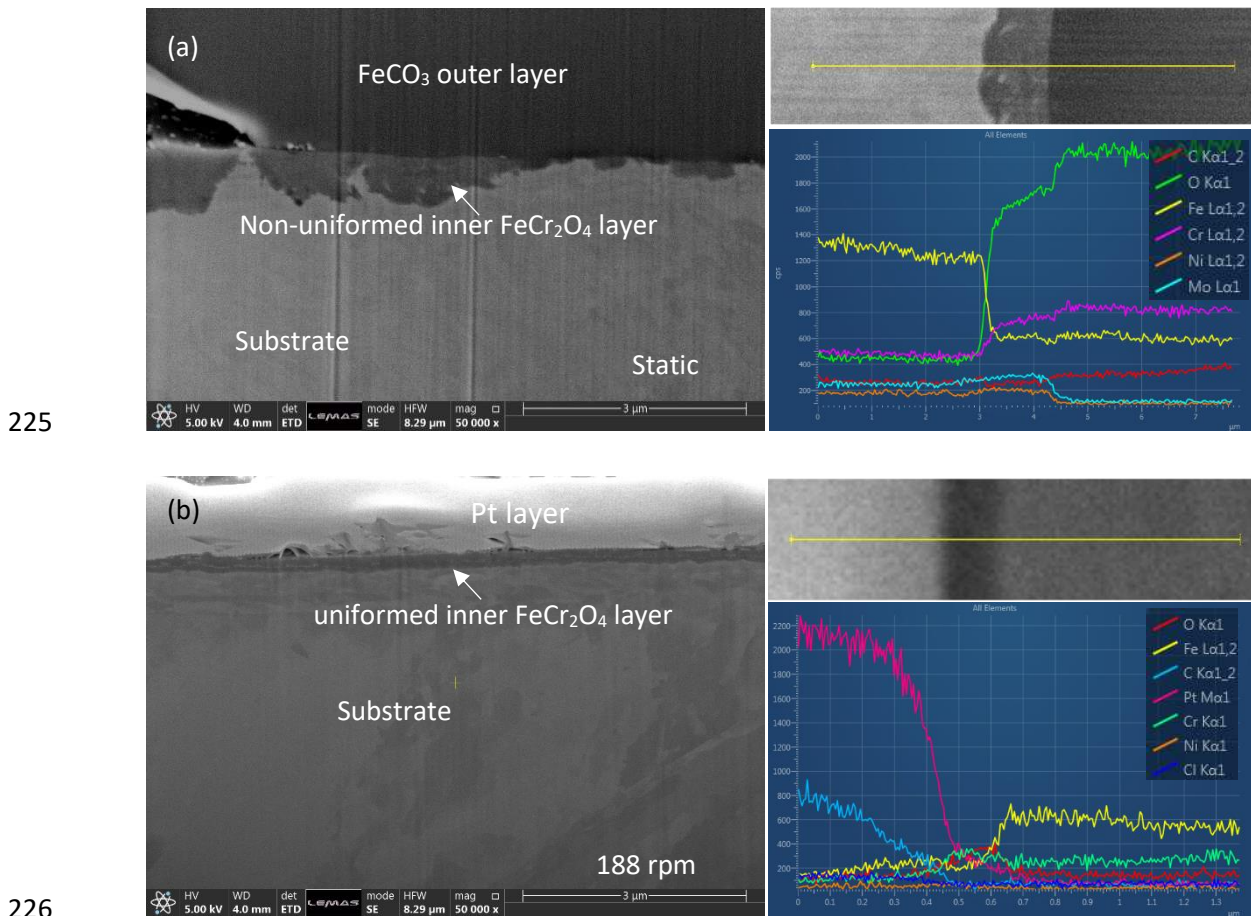 (a)
FeCO₃ outer layer
Non-uniformed inner FeCr₂O₄ layer
Substrate
Static
HV WD det LEMAS mode HFW mag □
5.00 kV 4.0 mm ETD SE 8.29 µm 50 000 x 3 µm
All Elements
C Kα1_2
O Kα1
Fe Lα1,2
Cr Lα1,2
Ni Lα1,2
Mo Lα1
cps
2000
1800
1600
1400
1200
1000
800
600
400
200
0 1 2 3 4 5 6 7
µm
225
(b)
Pt layer
uniformed inner FeCr₂O₄ layer
Substrate
188 rpm
HV WD det LEMAS mode HFW mag □
5.00 kV 4.0 mm ETD SE 8.29 µm 50 000 x 3 µm
All Elements
O Kα1
Fe Lα1,2
C Kα1_2
Pt Mα1
Cr Kα1
Ni Kα1
Cl Kα1
2200
2000
1800
1600
1400
1200
1000
800
600
400
200
0 0.1 0.2 0.3 0.4 0.5 0.6 0.7 0.8 0.9 1 1.1 1.2 1.3
µm
226